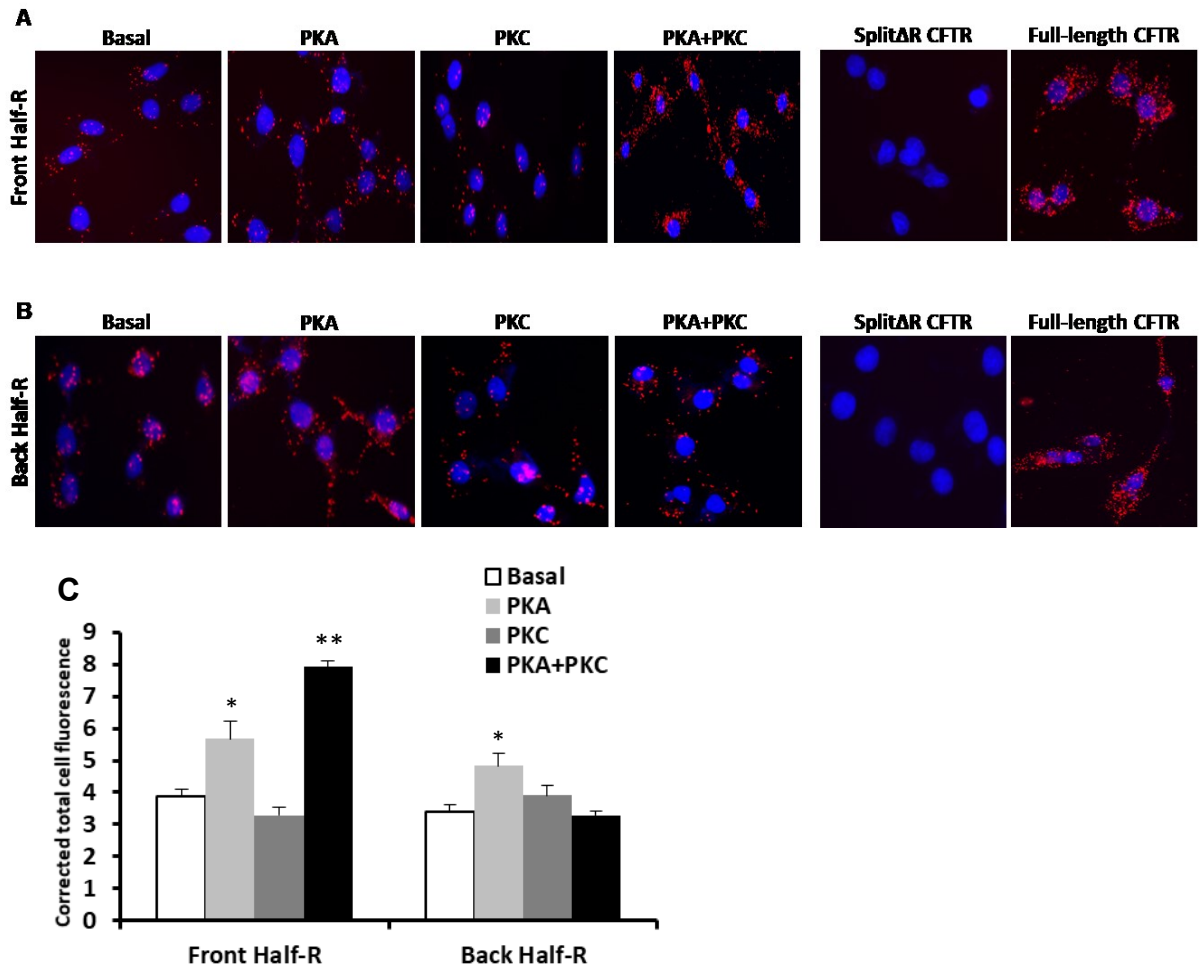 A
Basal PKA PKC PKA+PKC SplitΔR CFTR Full-length CFTR
Front Half-R
B
Basal PKA PKC PKA+PKC SplitΔR CFTR Full-length CFTR
Back Half-R
C
Basal
PKA
PKC
PKA+PKC
Corrected total cell fluorescence
9
8
7
6
5
4
3
2
1
0
* ** *
Front Half-R Back Half-R